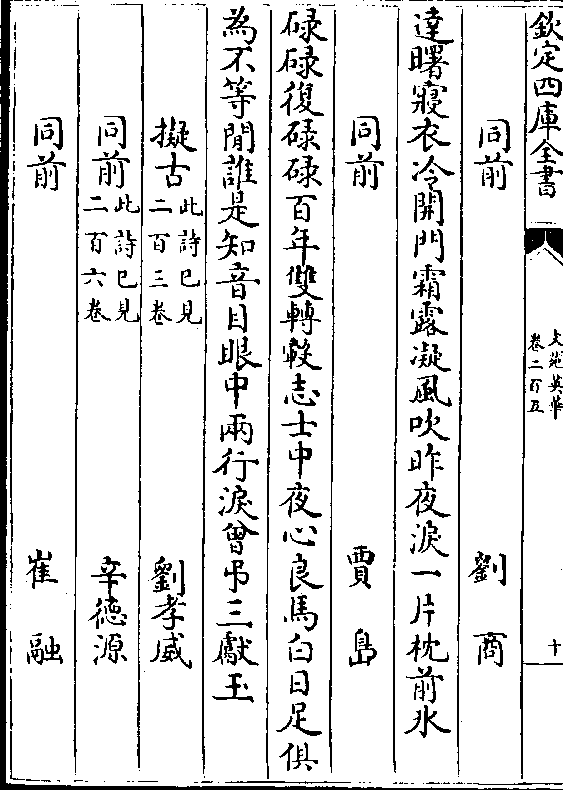 欽定四庫全書
文苑英華
卷二百五
十
同前 劉商
達曙寢衣冷開門霜露凝風吹昨夜淚一片枕前氷
同前 賈島
碌碌復碌碌百年雙轉轂志士中夜心良馬白日足俱
為不等閒誰是知音目眼中兩行淚曾弔三獻玉
擬古 此詩已見
二百三卷 劉孝威
同前 此詩已見
二百六卷 辛德源
同前 崔融